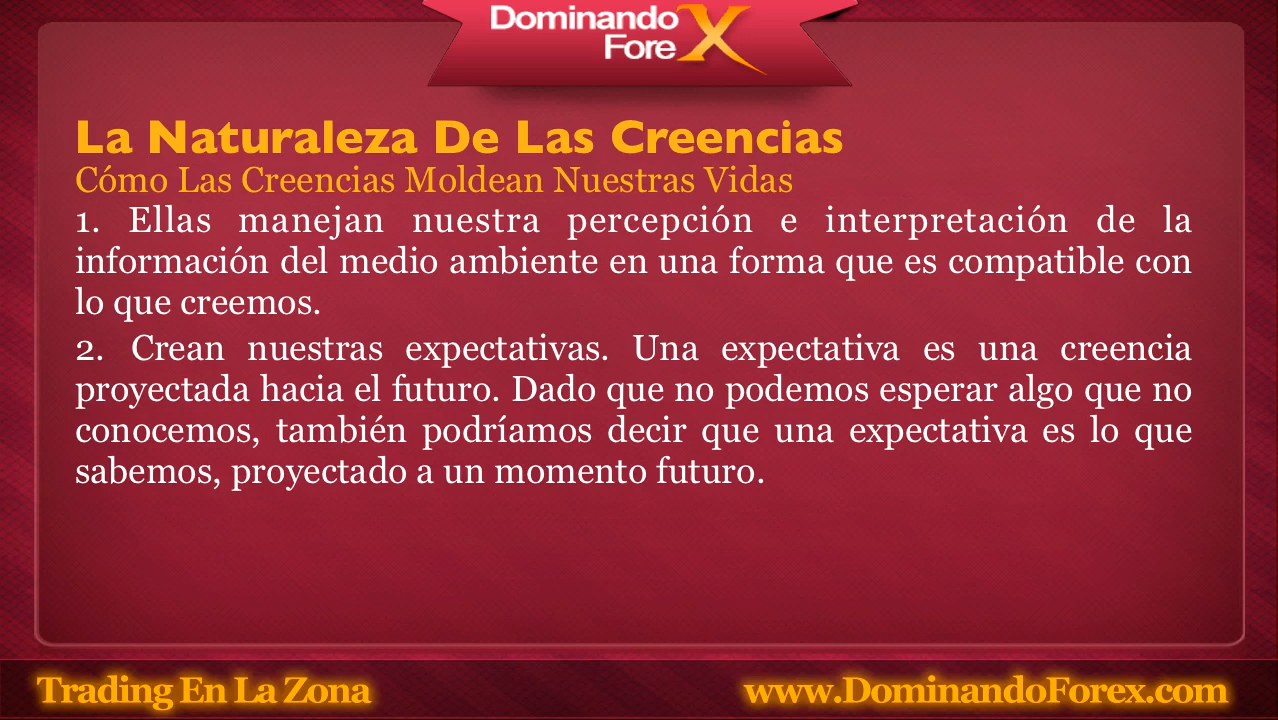 Dominando
ForeX
La Naturaleza De Las Creencias
Cómo Las Creencias Moldean Nuestras Vidas
1. Ellas manejan nuestra percepción e interpretación de la
información del medio ambiente en una forma que es compatible con
lo que creemos.
2. Crean nuestras expectativas. Una expectativa es una creencia
proyectada hacia el futuro. Dado que no podemos esperar algo que no
conocemos, también podríamos decir que una expectativa es lo que
sabemos, proyectado a un momento futuro.
Trading En La Zona
www.DominandoForex.com